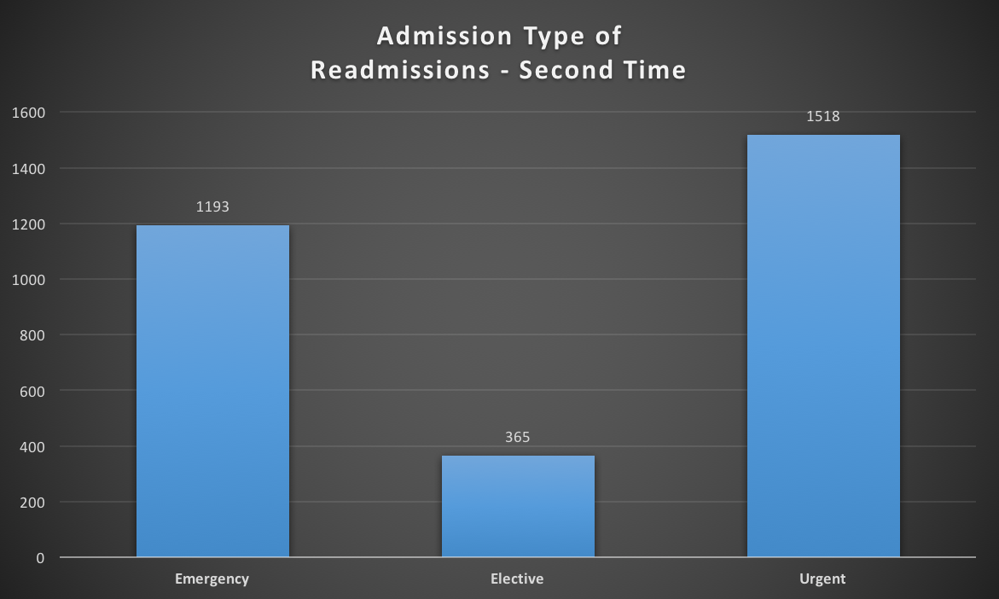 Admission Type of
Readmissions - Second Time
1600
1400
1200
1000
800
600
400
200
0
1193
365
1518
Emergency
Elective
Urgent